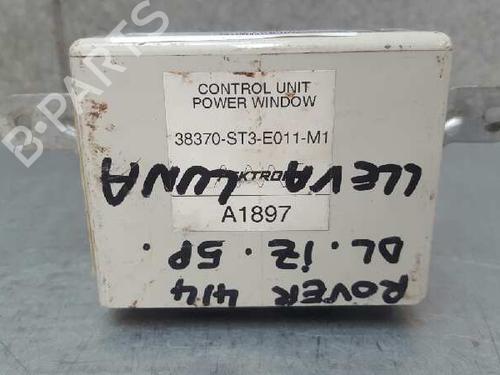 B-PARTS
CONTROL UNIT
POWER WINDOW
38370-ST3-E011-M1
A1897
LLEVA LUNA
DL. iZ. 5P.
ROVER 414